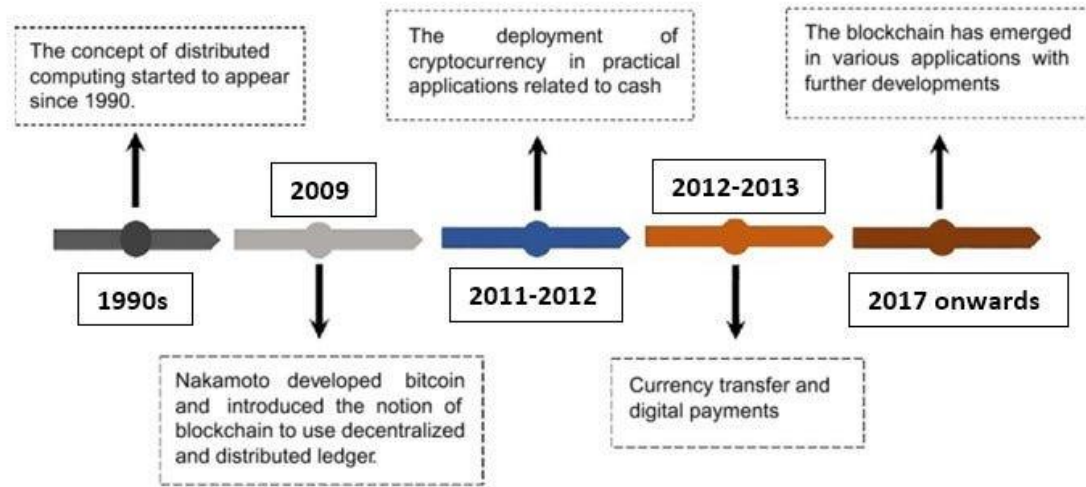 The concept of distributed
computing started to appear
since 1990.
1990s
2009
Nakamoto developed bitcoin
and introduced the notion of
blockchain to use decentralized
and distributed ledger.
The deployment of
cryptocurrency in practical
applications related to cash
2011-2012
2012-2013
Currency transfer and
digital payments
The blockchain has emerged
in various applications with
further developments
2017 onwards